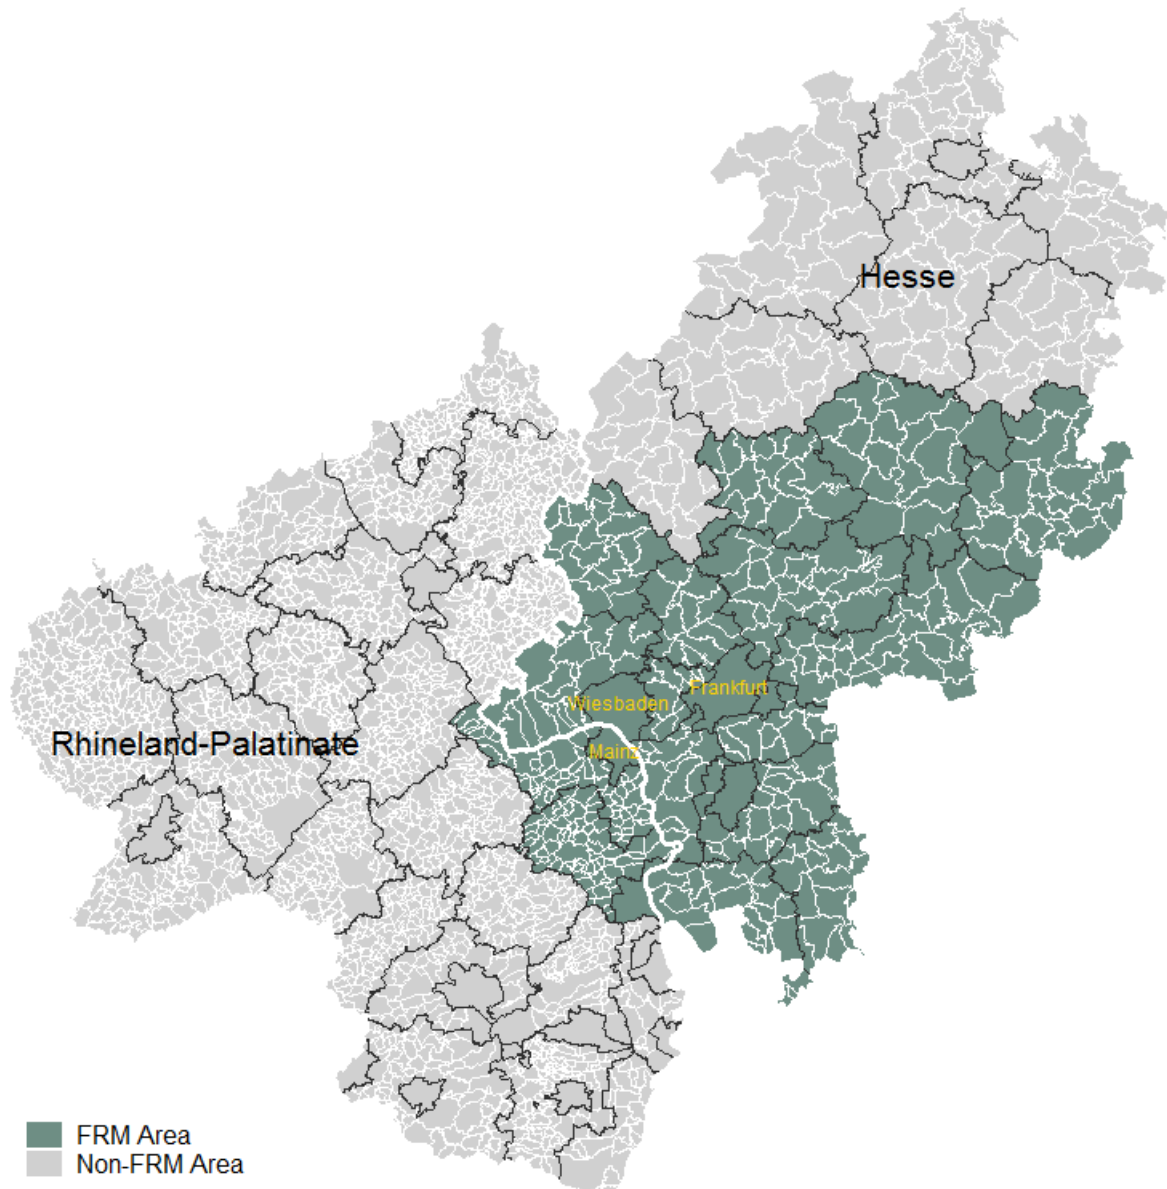 Hesse
Frankfurt
Wiesbaden
Rhineland-Palatinate
Mainz
FRM Area
Non-FRM Area